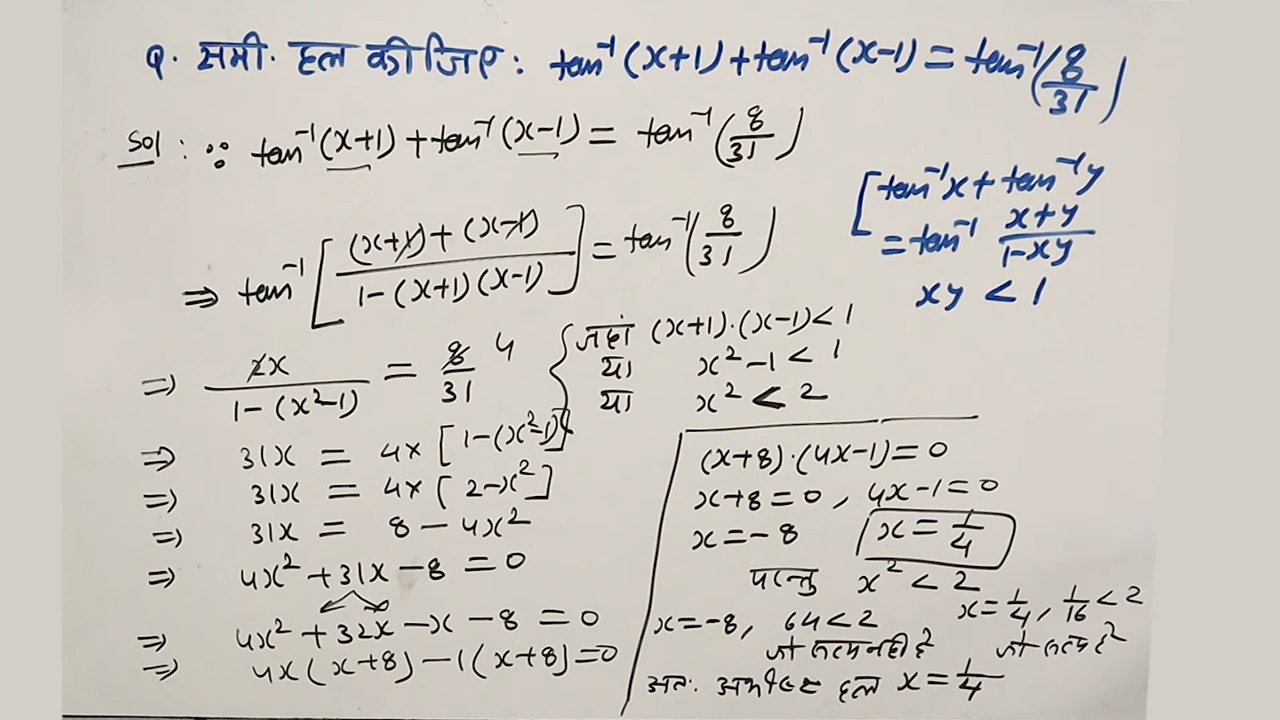 Q. समी. हल कीजिए: tan⁻¹(x+1)+tan⁻¹(x-1)=tan⁻¹(8/31)
Sol: ∵ tan⁻¹(x+1)+tan⁻¹(x-1)= tan⁻¹(8/31)
[tan⁻¹x+tan⁻¹y
=tan⁻¹ (x+y)/(1-xy)
xy < 1
⇒ tan⁻¹[((x+1)+(x-1))/(1-(x+1)(x-1))]=tan⁻¹(8/31)
{जहाँ (x+1).(x-1)<1
या x²-1 < 1
या x² < 2
⇒ 2x/(1-(x²-1)) = 8/31 4
⇒ 31x = 4×[1-(x²-1)]
⇒ 31x = 4×[2-x²]
⇒ 31x = 8-4x²
⇒ 4x²+31x-8=0
⇒ 4x²+32x-x-8=0
⇒ 4x(x+8)-1(x+8)=0
(x+8).(4x-1)=0
x+8=0, 4x-1=0
x=-8 x=1/4
परन्तु x²<2
x=-8, 64<2 x=1/4, 1/16<2
जो सत्य नहीं है जो सत्य है
अतः अभीष्ट हल x=1/4